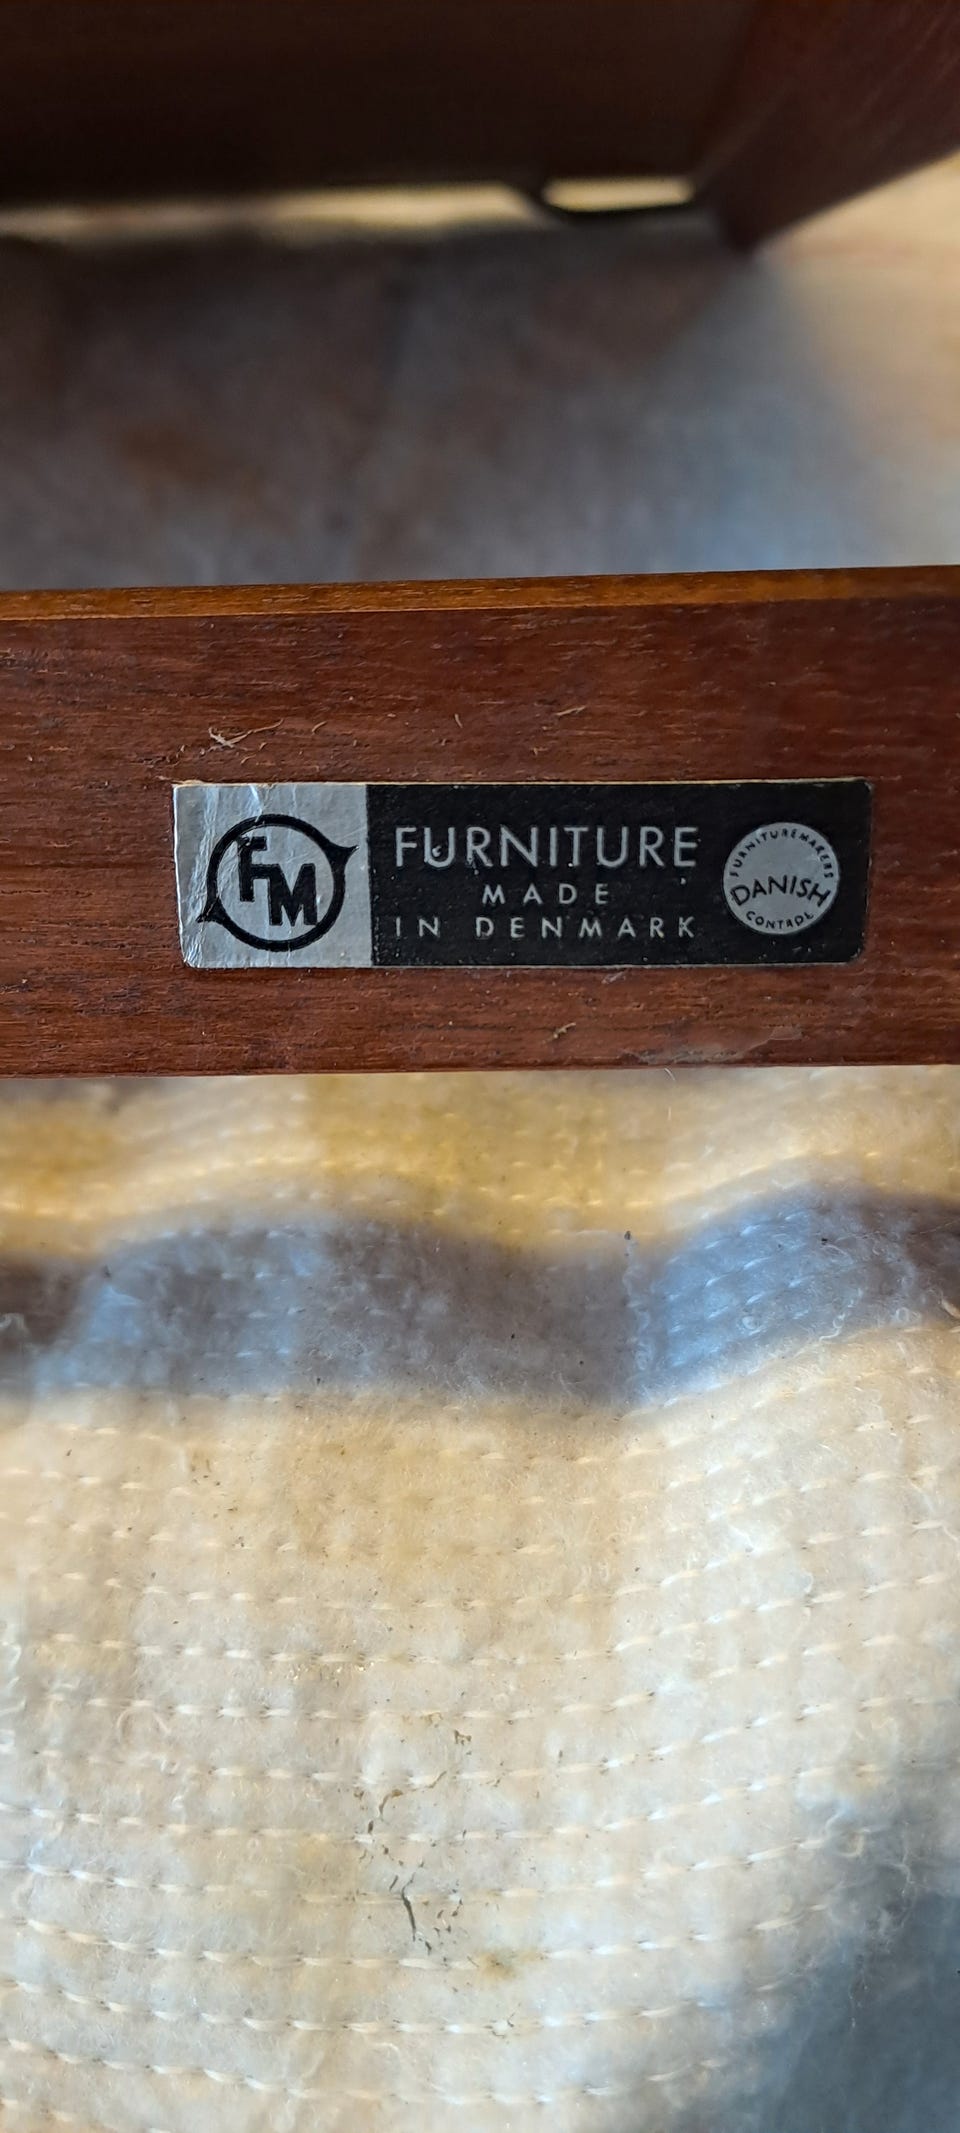 FM
FURNITURE
MADE
IN DENMARK
FURNITUREMAKERS
DANISH
CONTROL